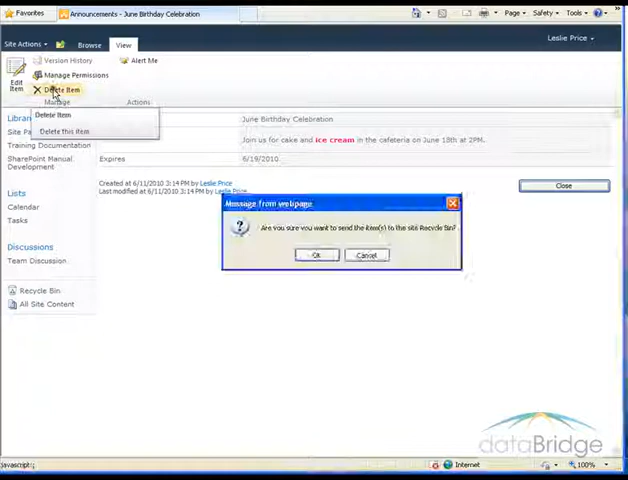 Favorites
Announcements - June Birthday Celebration
Page
Safety
Tools
Site Actions
Browse
View
Leslie Price
Version History
Alert Me
Manage Permissions
Edit
Item
Delete Item
Manage
Actions
Delete Item
Delete this item
June Birthday Celebration
Join us for cake and ice cream in the cafeteria on June 18th at 2PM.
Training Documentation
Expires
6/19/2010
SharePoint Manual
Development
Created at 6/11/2010 3:14 PM by Leslie Price
Last modified at 6/11/2010 3:14 PM by Leslie Price
Close
Lists
Calendar
Tasks
Message from webpage
Are you sure you want to send the item(s) to the site Recycle Bin?
OK
Cancel
Discussions
Team Discussion
Recycle Bin
All Site Content
dataBridge
javascript:;
Internet
100%